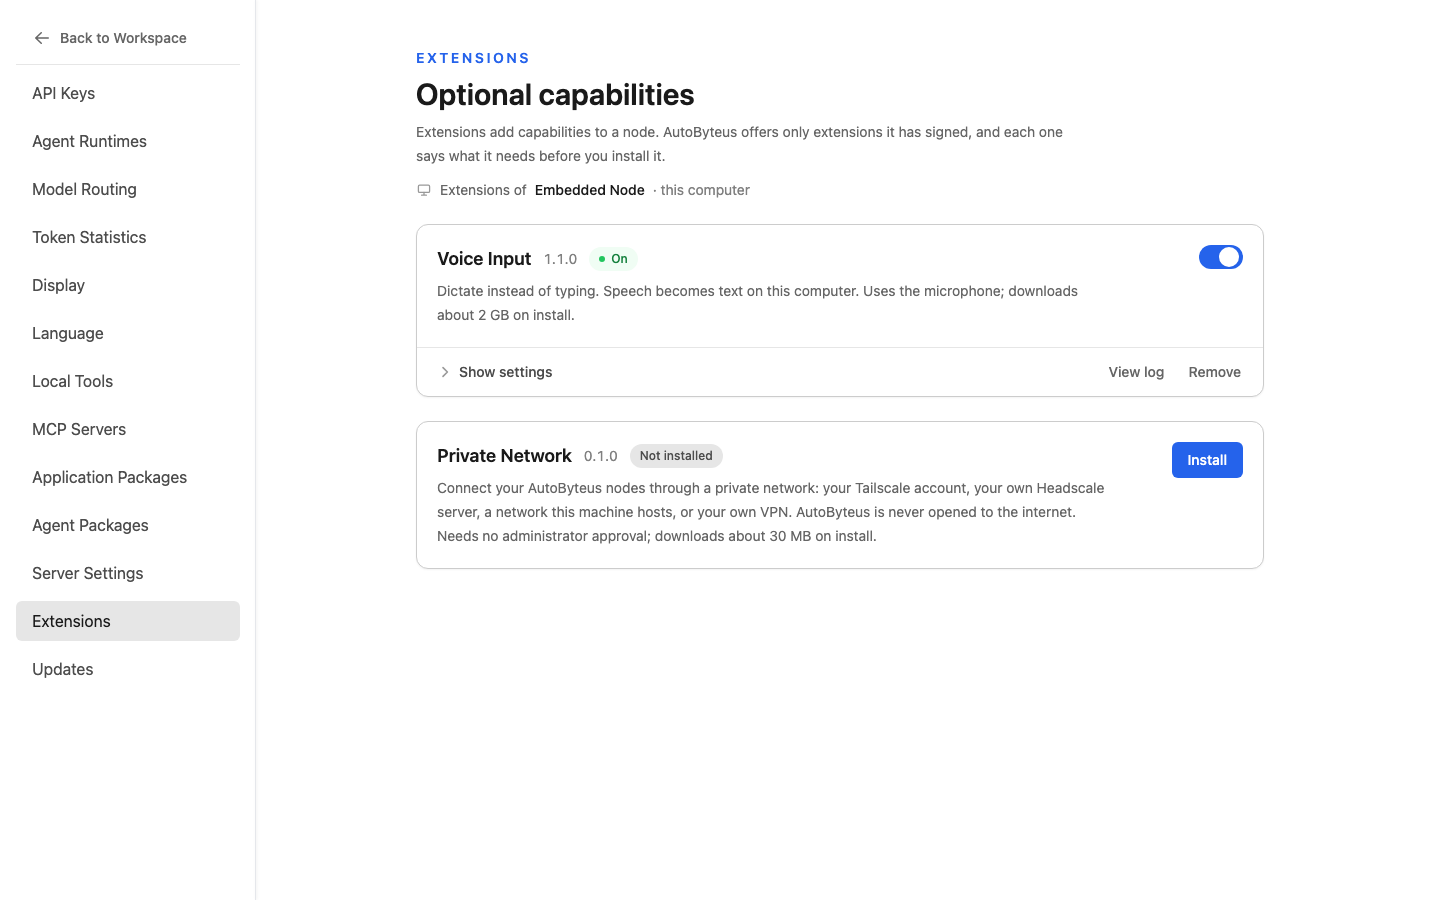 Back to Workspace
API Keys
Agent Runtimes
Model Routing
Token Statistics
Display
Language
Local Tools
MCP Servers
Application Packages
Agent Packages
Server Settings
Extensions
Updates
EXTENSIONS
Optional capabilities
Extensions add capabilities to a node. AutoByteus offers only extensions it has signed, and each one
says what it needs before you install it.
Extensions of Embedded Node · this computer
Voice Input 1.1.0 On
Dictate instead of typing. Speech becomes text on this computer. Uses the microphone; downloads
about 2 GB on install.
Show settings View log Remove
Private Network 0.1.0 Not installed Install
Connect your AutoByteus nodes through a private network: your Tailscale account, your own Headscale
server, a network this machine hosts, or your own VPN. AutoByteus is never opened to the internet.
Needs no administrator approval; downloads about 30 MB on install.